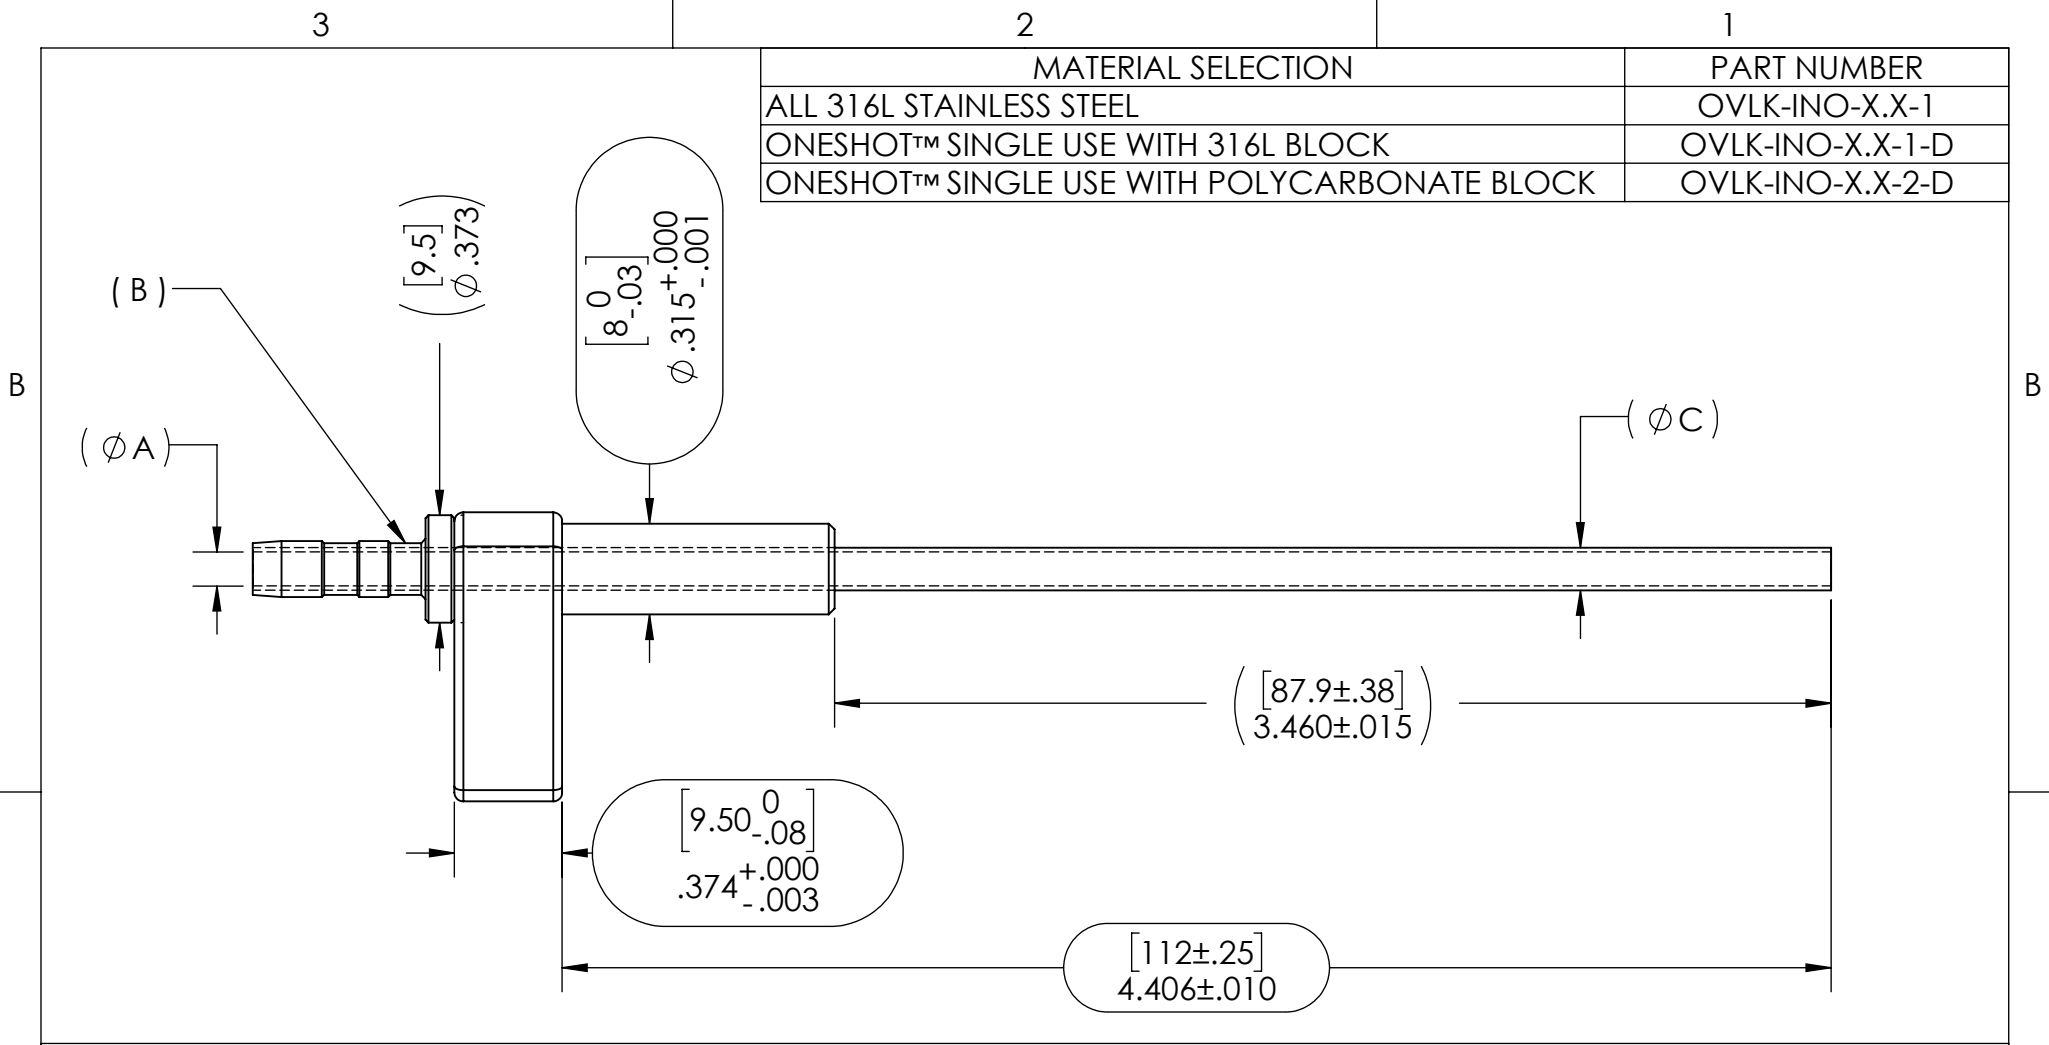 3 2 1
MATERIAL SELECTION PART NUMBER
ALL 316L STAINLESS STEEL OVLK-INO-X.X-1
ONESHOT™ SINGLE USE WITH 316L BLOCK OVLK-INO-X.X-1-D
ONESHOT™ SINGLE USE WITH POLYCARBONATE BLOCK OVLK-INO-X.X-2-D
([9.5]
∅.373)
[8 0 -.03]
∅.315 +.000 -.001
( B )
B B
( ∅A )
( ∅C )
([87.9±.38]
3.460±.015)
[9.50 0 -.08]
.374 +.000 -.003
[112±.25]
4.406±.010